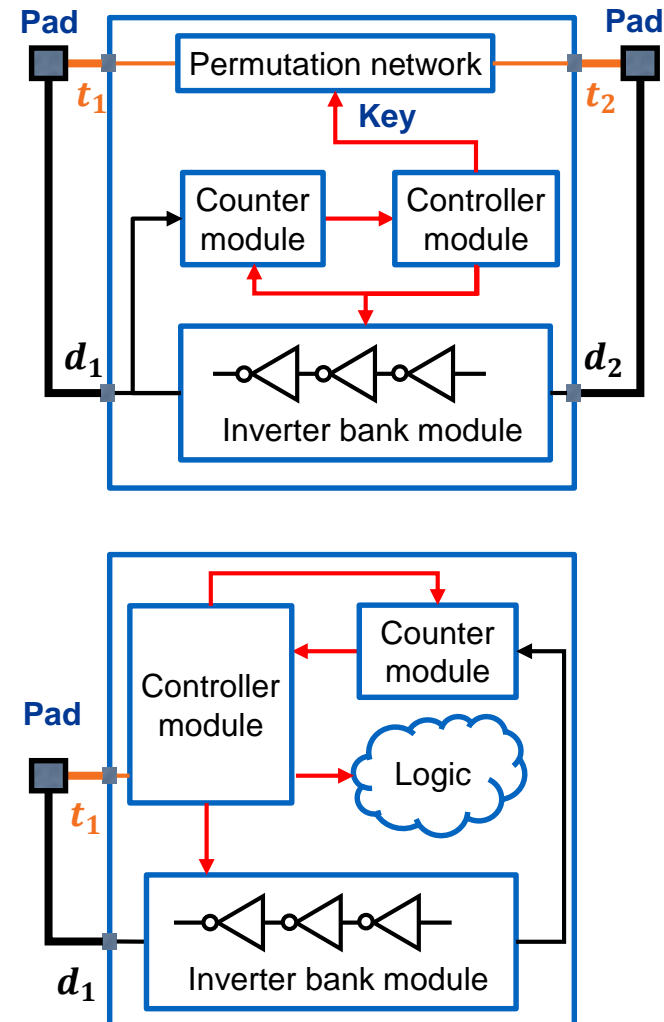 Pad
Pad
Permutation network
t₁
t₂
Key
Counter
module
Controller
module
d₁
d₂
Inverter bank module
Counter
module
Controller
module
Pad
Logic
t₁
Inverter bank module
d₁